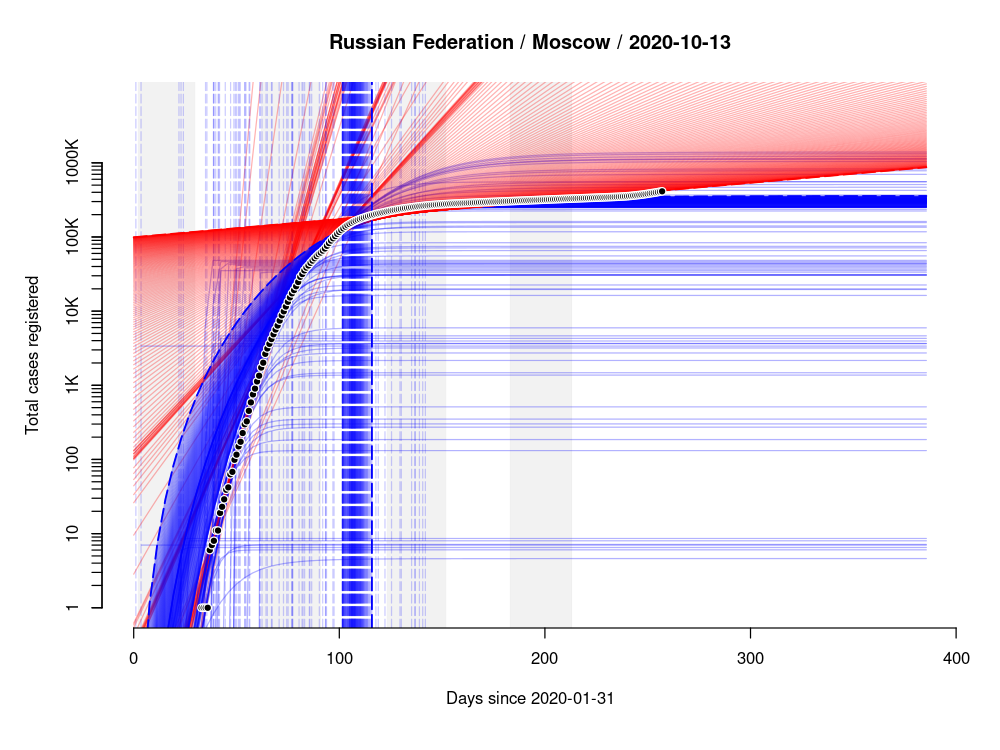 Russian Federation / Moscow / 2020-10-13
Total cases registered
1000K
100K
10K
1K
100
10
1
0 100 200 300 400
Days since 2020-01-31